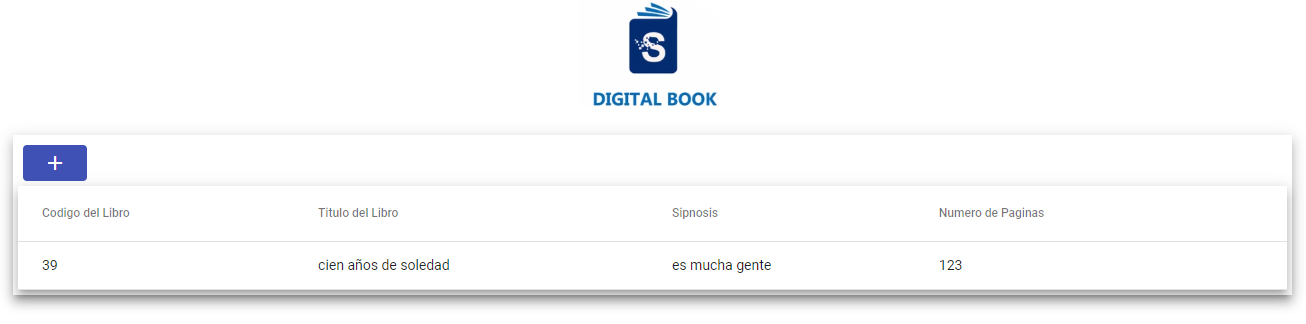 S
DIGITAL BOOK
+
Codigo del Libro Titulo del Libro Sipnosis Numero de Paginas
39 cien años de soledad es mucha gente 123